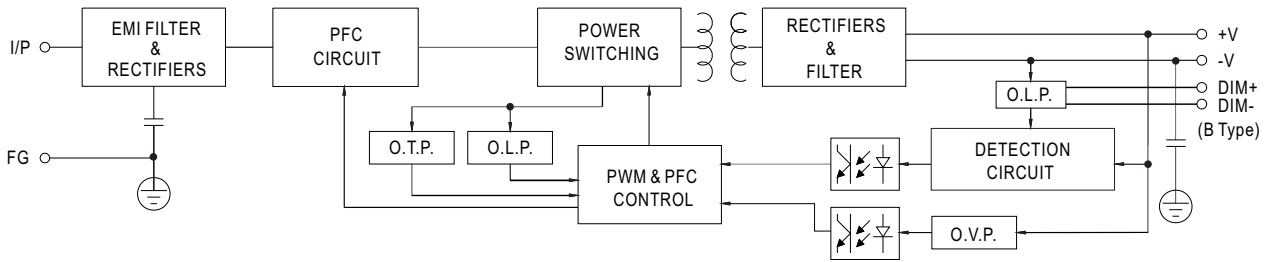 I/P
EMI FILTER
&
RECTIFIERS
PFC
CIRCUIT
POWER
SWITCHING
RECTIFIERS
&
FILTER
+V
-V
DIM+
DIM-
(B Type)
O.L.P.
FG
O.T.P.
O.L.P.
PWM & PFC
CONTROL
DETECTION
CIRCUIT
O.V.P.